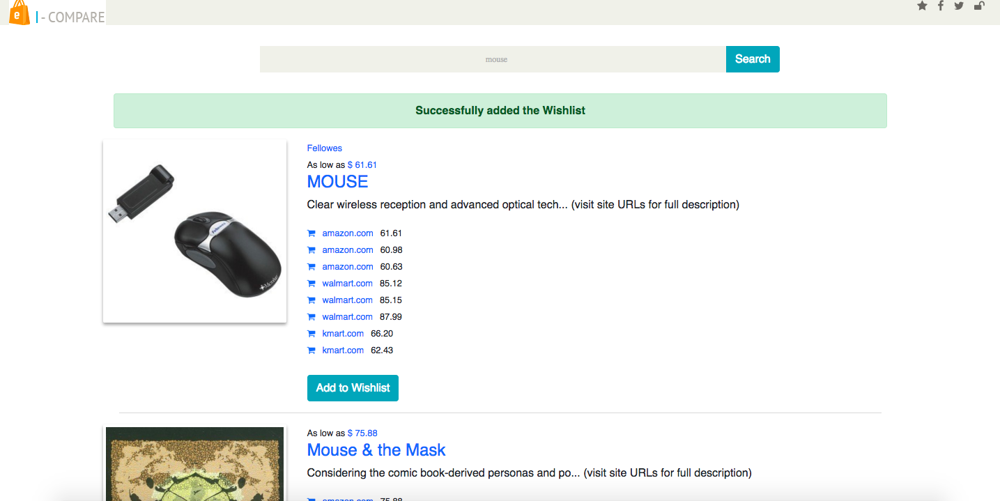 e | - COMPARE
mouse Search
Successfully added the Wishlist
Fellowes
As low as $ 61.61
MOUSE
Clear wireless reception and advanced optical tech... (visit site URLs for full description)
amazon.com 61.61
amazon.com 60.98
amazon.com 60.63
walmart.com 85.12
walmart.com 85.15
walmart.com 87.99
kmart.com 66.20
kmart.com 62.43
Add to Wishlist
As low as $ 75.88
Mouse & the Mask
Considering the comic book-derived personas and po... (visit site URLs for full description)
amazon.com 75.88